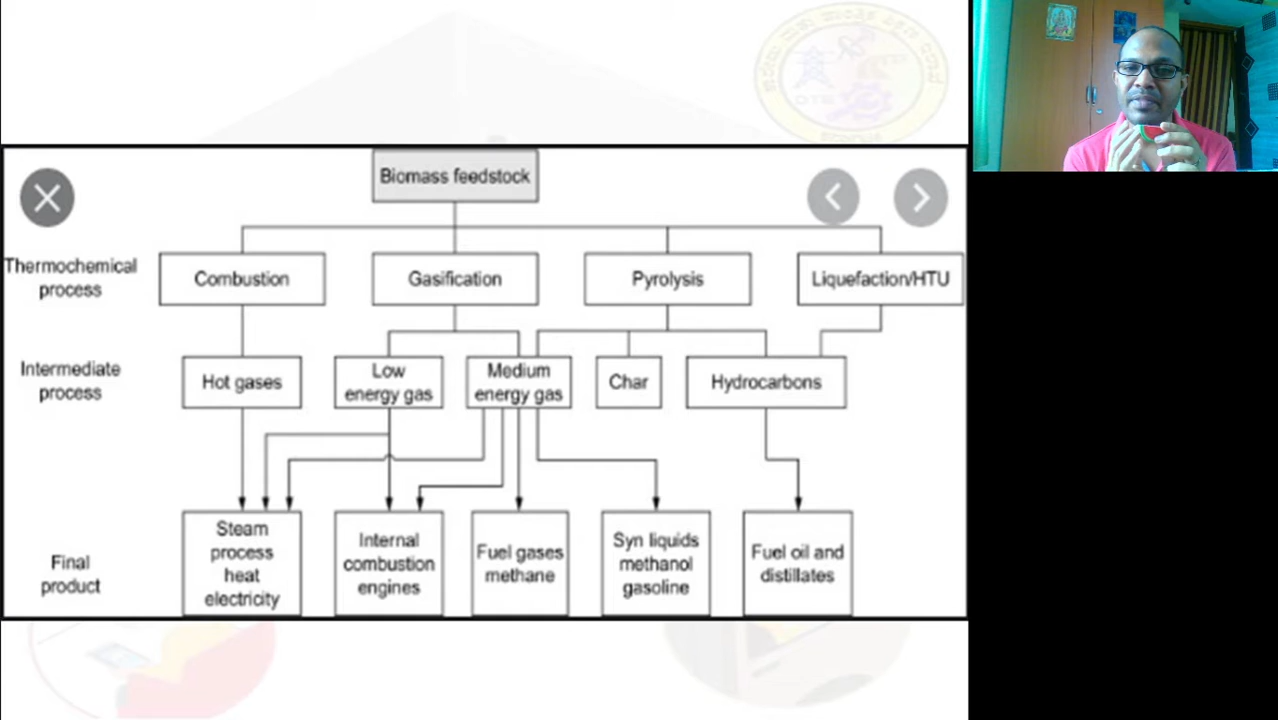 Biomass feedstock
Thermochemical
process
Combustion
Gasification
Pyrolysis
Liquefaction/HTU
Intermediate
process
Hot gases
Low
energy gas
Medium
energy gas
Char
Hydrocarbons
Final
product
Steam
process
heat
electricity
Internal
combustion
engines
Fuel gases
methane
Syn liquids
methanol
gasoline
Fuel oil and
distillates